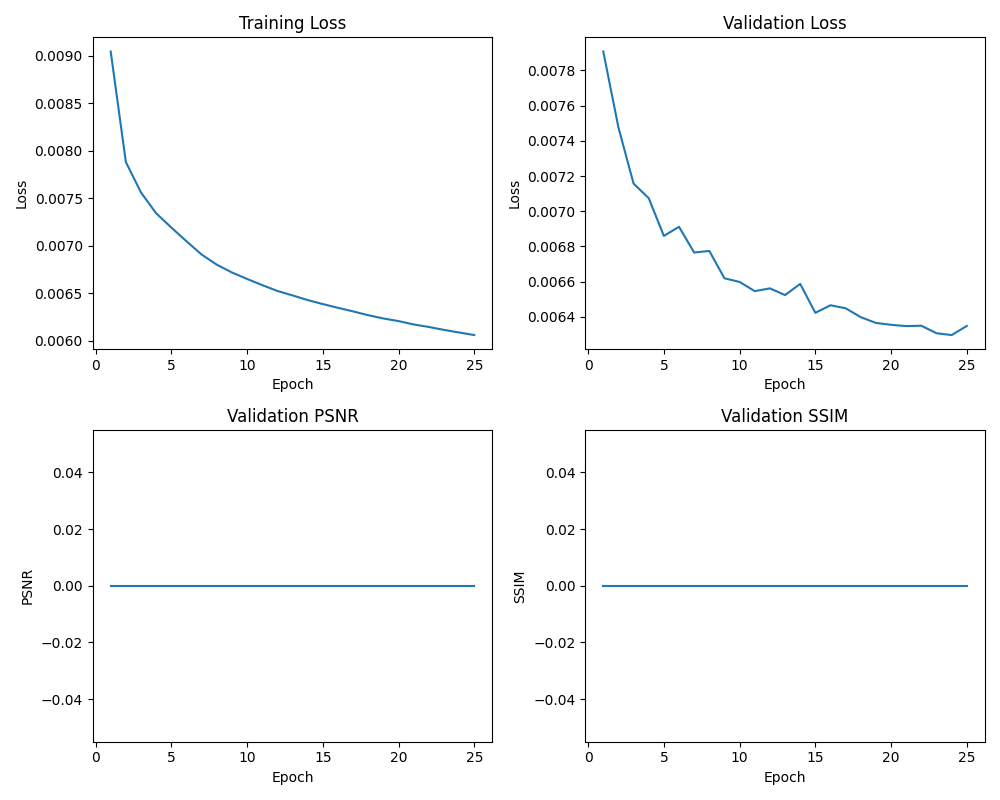 Training Loss
Loss
0.0090
0.0085
0.0080
0.0075
0.0070
0.0065
0.0060
0 5 10 15 20 25
Epoch
Validation Loss
Loss
0.0078
0.0076
0.0074
0.0072
0.0070
0.0068
0.0066
0.0064
0 5 10 15 20 25
Epoch
Validation PSNR
PSNR
0.04
0.02
0.00
−0.02
−0.04
0 5 10 15 20 25
Epoch
Validation SSIM
SSIM
0.04
0.02
0.00
−0.02
−0.04
0 5 10 15 20 25
Epoch